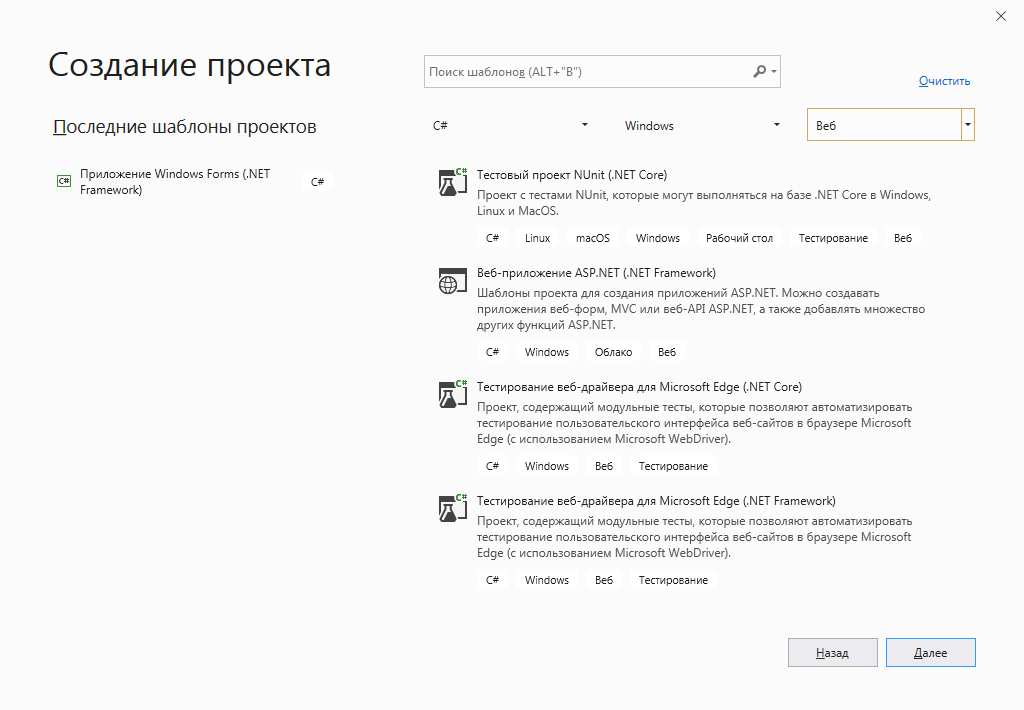 Создание проекта
Поиск шаблонов (ALT+"В")
Очистить
Последние шаблоны проектов
C#
Windows
Веб
C#
Приложение Windows Forms (.NET
Framework)
C#
C#
Тестовый проект NUnit (.NET Core)
Проект с тестами NUnit, которые могут выполняться на базе .NET Core в Windows,
Linux и MacOS.
C# Linux macOS Windows Рабочий стол Тестирование Веб
Веб-приложение ASP.NET (.NET Framework)
Шаблоны проекта для создания приложений ASP.NET. Можно создавать
приложения веб-форм, MVC или веб-API ASP.NET, а также добавлять множество
других функций ASP.NET.
C# Windows Облако Веб
C#
Тестирование веб-драйвера для Microsoft Edge (.NET Core)
Проект, содержащий модульные тесты, которые позволяют автоматизировать
тестирование пользовательского интерфейса веб-сайтов в браузере Microsoft
Edge (с использованием Microsoft WebDriver).
C# Windows Веб Тестирование
C#
Тестирование веб-драйвера для Microsoft Edge (.NET Framework)
Проект, содержащий модульные тесты, которые позволяют автоматизировать
тестирование пользовательского интерфейса веб-сайтов в браузере Microsoft
Edge (с использованием Microsoft WebDriver).
C# Windows Веб Тестирование
Назад
Далее